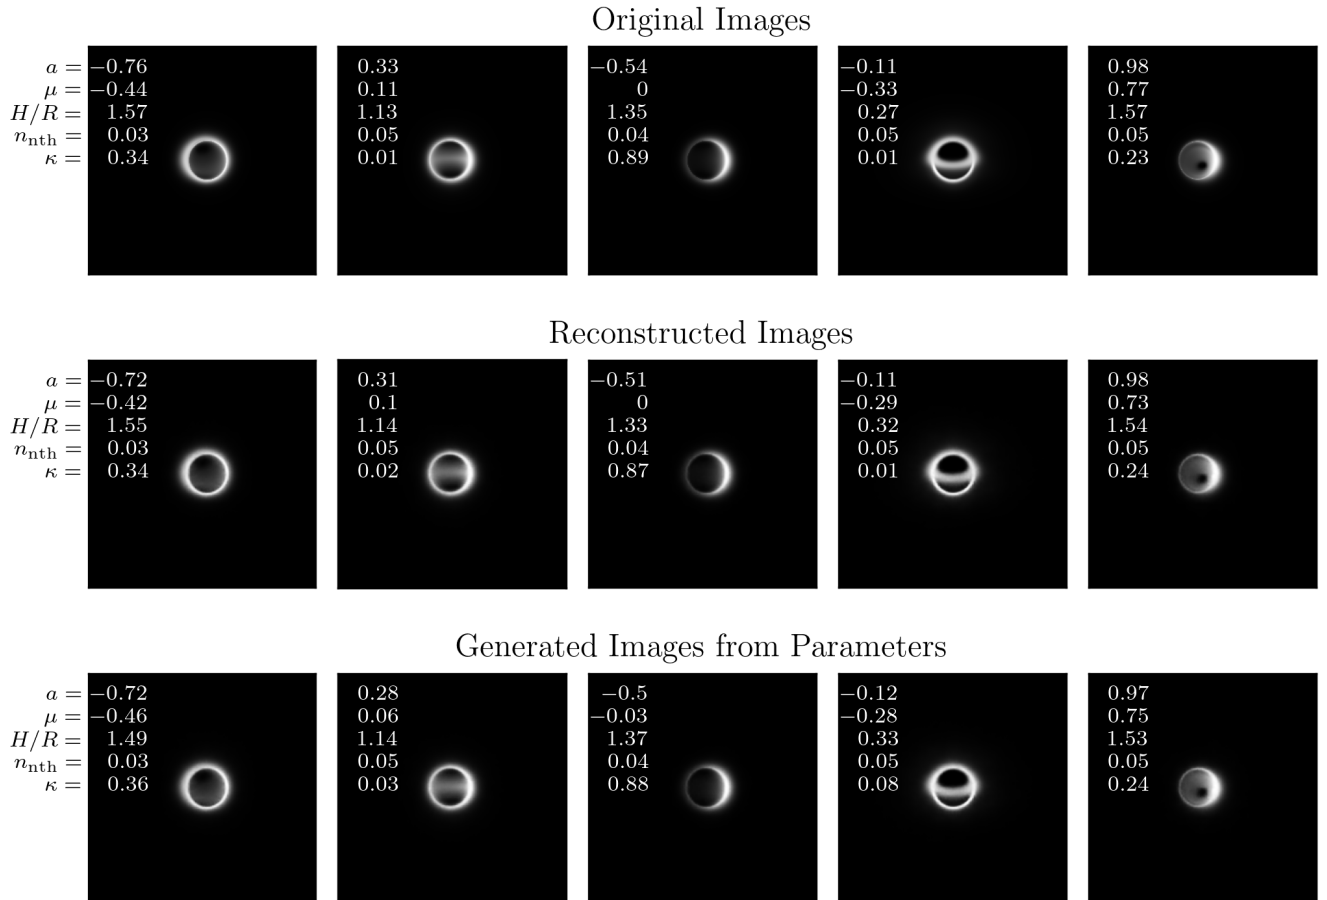 Original Images
a = −0.76 0.33 −0.54 −0.11 0.98
μ = −0.44 0.11 0 −0.33 0.77
H/R = 1.57 1.13 1.35 0.27 1.57
n_nth = 0.03 0.05 0.04 0.05 0.05
κ = 0.34 0.01 0.89 0.01 0.23
Reconstructed Images
a = −0.72 0.31 −0.51 −0.11 0.98
μ = −0.42 0.1 0 −0.29 0.73
H/R = 1.55 1.14 1.33 0.32 1.54
n_nth = 0.03 0.05 0.04 0.05 0.05
κ = 0.34 0.02 0.87 0.01 0.24
Generated Images from Parameters
a = −0.72 0.28 −0.5 −0.12 0.97
μ = −0.46 0.06 −0.03 −0.28 0.75
H/R = 1.49 1.14 1.37 0.33 1.53
n_nth = 0.03 0.05 0.04 0.05 0.05
κ = 0.36 0.03 0.88 0.08 0.24